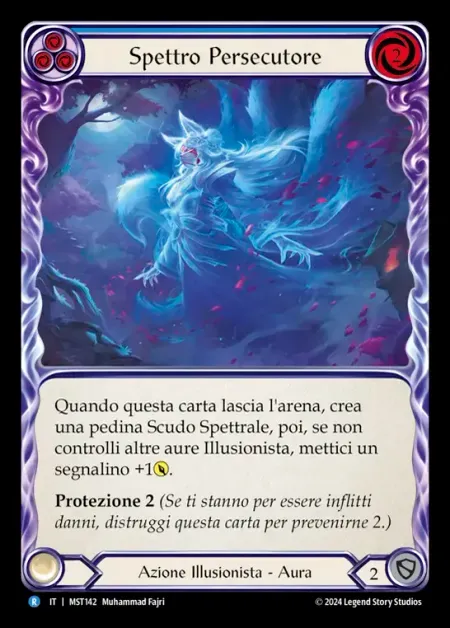 Spettro Persecutore
2
Quando questa carta lascia l'arena, crea
una pedina Scudo Spettrale, poi, se non
controlli altre aure Illusionista, mettici un
segnalino +1.
Protezione 2 (Se ti stanno per essere inflitti
danni, distruggi questa carta per prevenirne 2.)
Azione Illusionista - Aura
2
R | IT | MST142 Muhammad Fajri
© 2024 Legend Story Studios